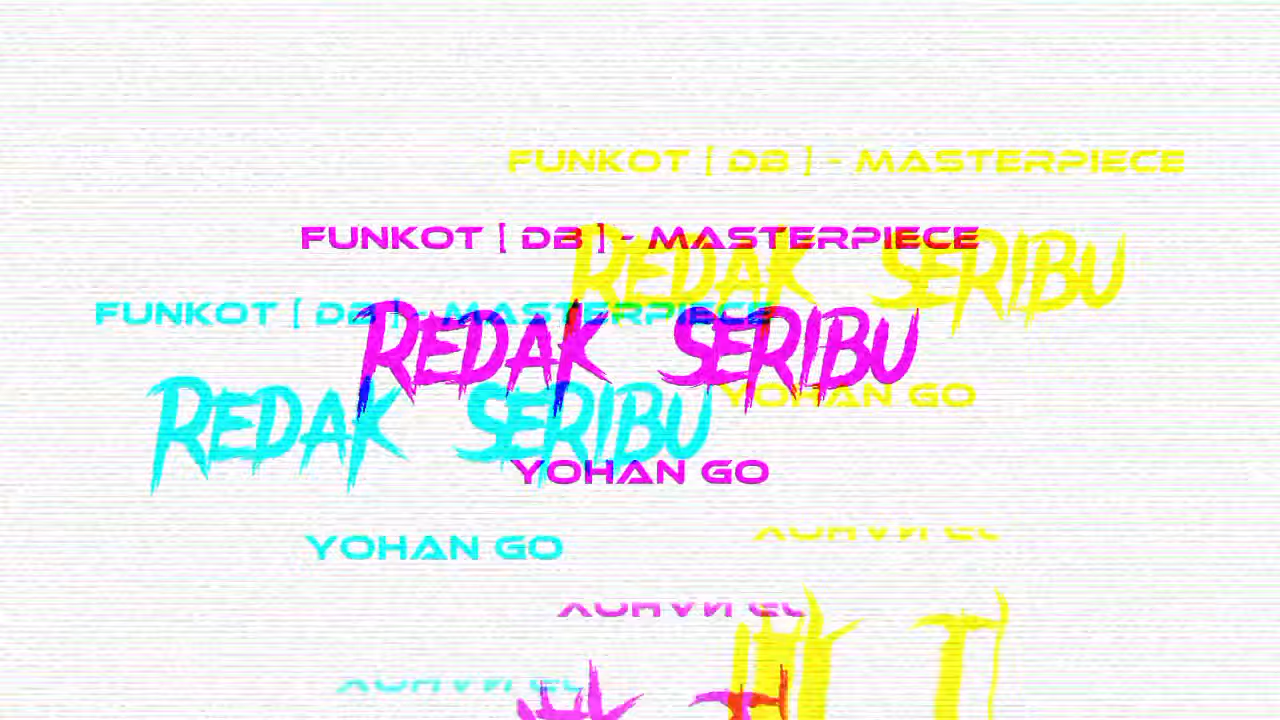 FUNKOT [ DB ] - MASTERPIECE
FUNKOT [ DB ] - MASTERPIECE
REDAK SERIBU
FUNKOT [ DB ] - MASTERPIECE
REDAK SERIBU
YOHAN GO
REDAK SERIBU
YOHAN GO
YOHAN GO